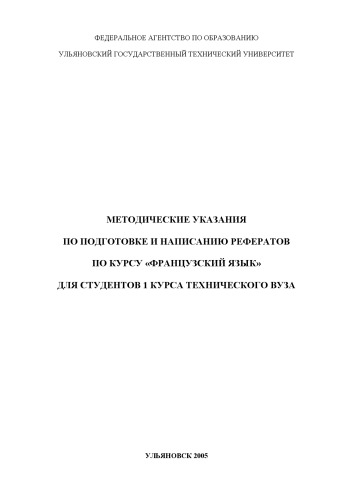 ФЕДЕРАЛЬНОЕ АГЕНТСТВО ПО ОБРАЗОВАНИЮ
УЛЬЯНОВСКИЙ ГОСУДАРСТВЕННЫЙ ТЕХНИЧЕСКИЙ УНИВЕРСИТЕТ
МЕТОДИЧЕСКИЕ УКАЗАНИЯ
ПО ПОДГОТОВКЕ И НАПИСАНИЮ РЕФЕРАТОВ
ПО КУРСУ «ФРАНЦУЗСКИЙ ЯЗЫК»
ДЛЯ СТУДЕНТОВ 1 КУРСА ТЕХНИЧЕСКОГО ВУЗА
УЛЬЯНОВСК 2005